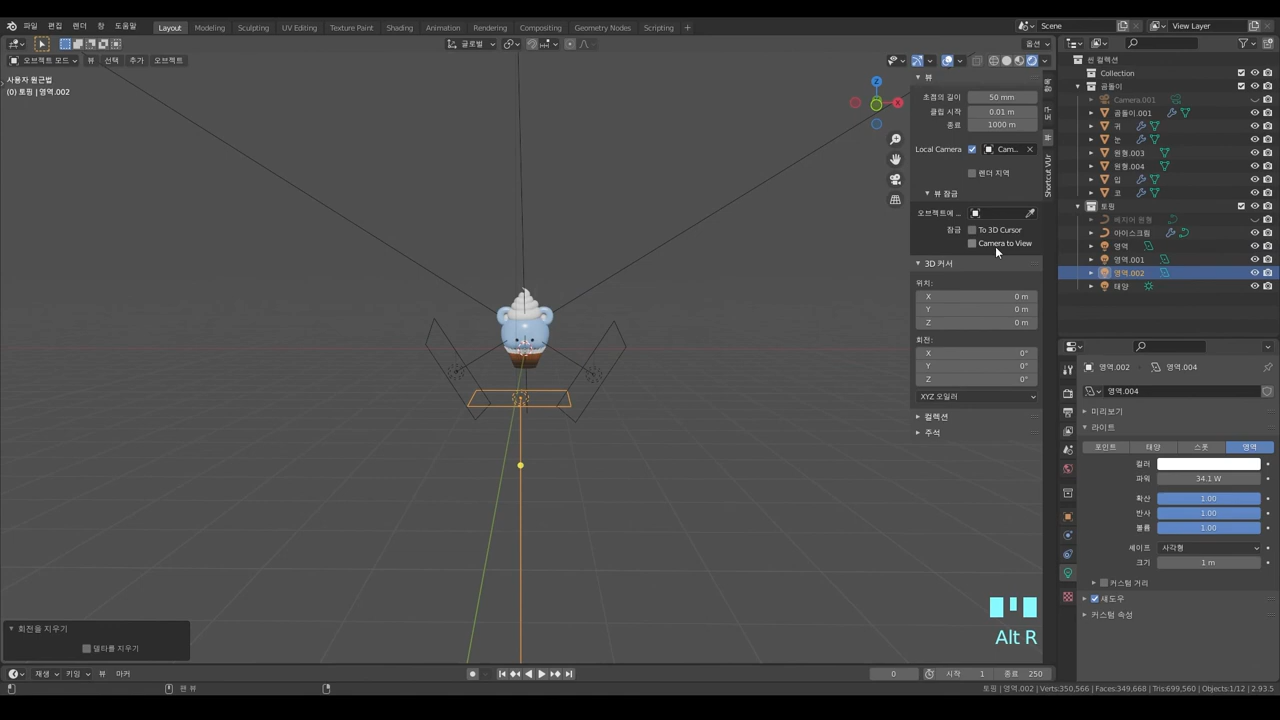 파일 편집 렌더 창 도움말 Layout Modeling Sculpting UV Editing Texture Paint Shading Animation Rendering Compositing Geometry Nodes Scripting + Scene View Layer
글로벌 옵션
오브젝트 모드 뷰 선택 추가 오브젝트
사용자 원근법
(0) 토핑 | 영역.002
Z
X
뷰
초점의 길이 50 mm
클립 시작 0.01 m
종료 1000 m
Local Camera Cam...
렌더 지역
뷰 잠금
오브젝트에 ...
잠금 To 3D Cursor
Camera to View
3D 커서
위치:
X 0 m
Y 0 m
Z 0 m
회전:
X 0°
Y 0°
Z 0°
XYZ 오일러
컬렉션
주석
항목
도구
뷰
Shortcut VUr
씬 컬렉션
Collection
곰돌이
Camera.001
곰돌이.001
귀
눈
원형.003
원형.004
입
코
토핑
베지어 원형
아이스크림
영역
영역.001
영역.002
태양
영역.002 영역.004
영역.004
미리보기
라이트
포인트 태양 스폿 영역
컬러
파워 34.1 W
확산 1.00
반사 1.00
볼륨 1.00
셰이프 사각형
크기 1 m
커스텀 거리
섀도우
커스텀 속성
Alt R
회전을 지우기
델타를 지우기
재생 키잉 뷰 마커 0 시작 1 종료 250
팬 뷰
토핑 | 영역.002 | Verts:350,566 | Faces:349,668 | Tris:699,560 | Objects:1/12 | 2.93.5